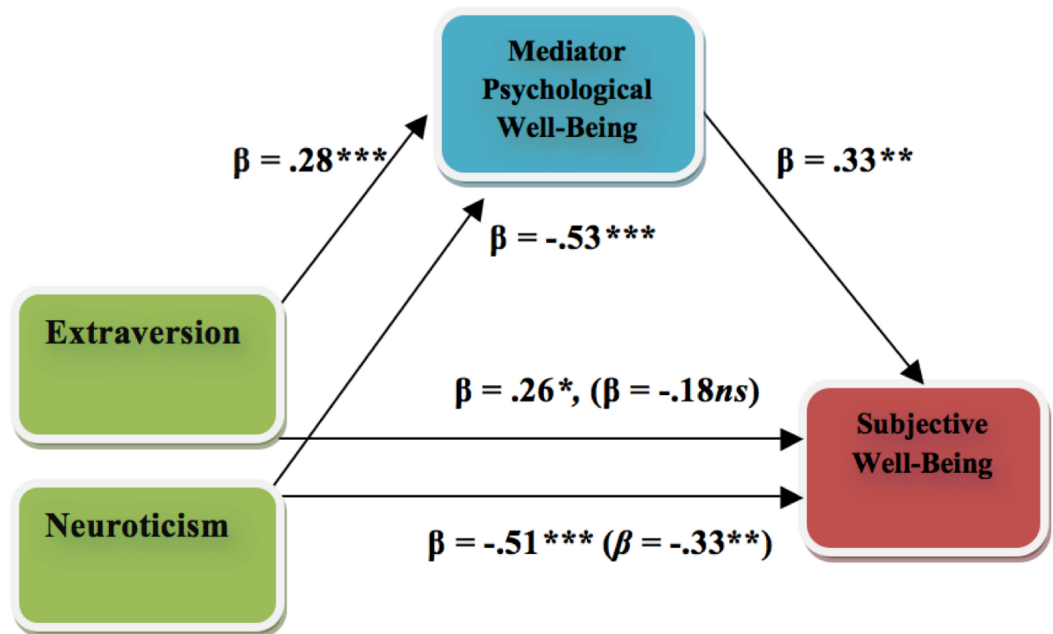 Mediator
Psychological
Well-Being
β = .28***
β = .33**
β = -.53***
Extraversion
β = .26*, (β = -.18ns)
Subjective
Well-Being
Neuroticism
β = -.51*** (β = -.33**)